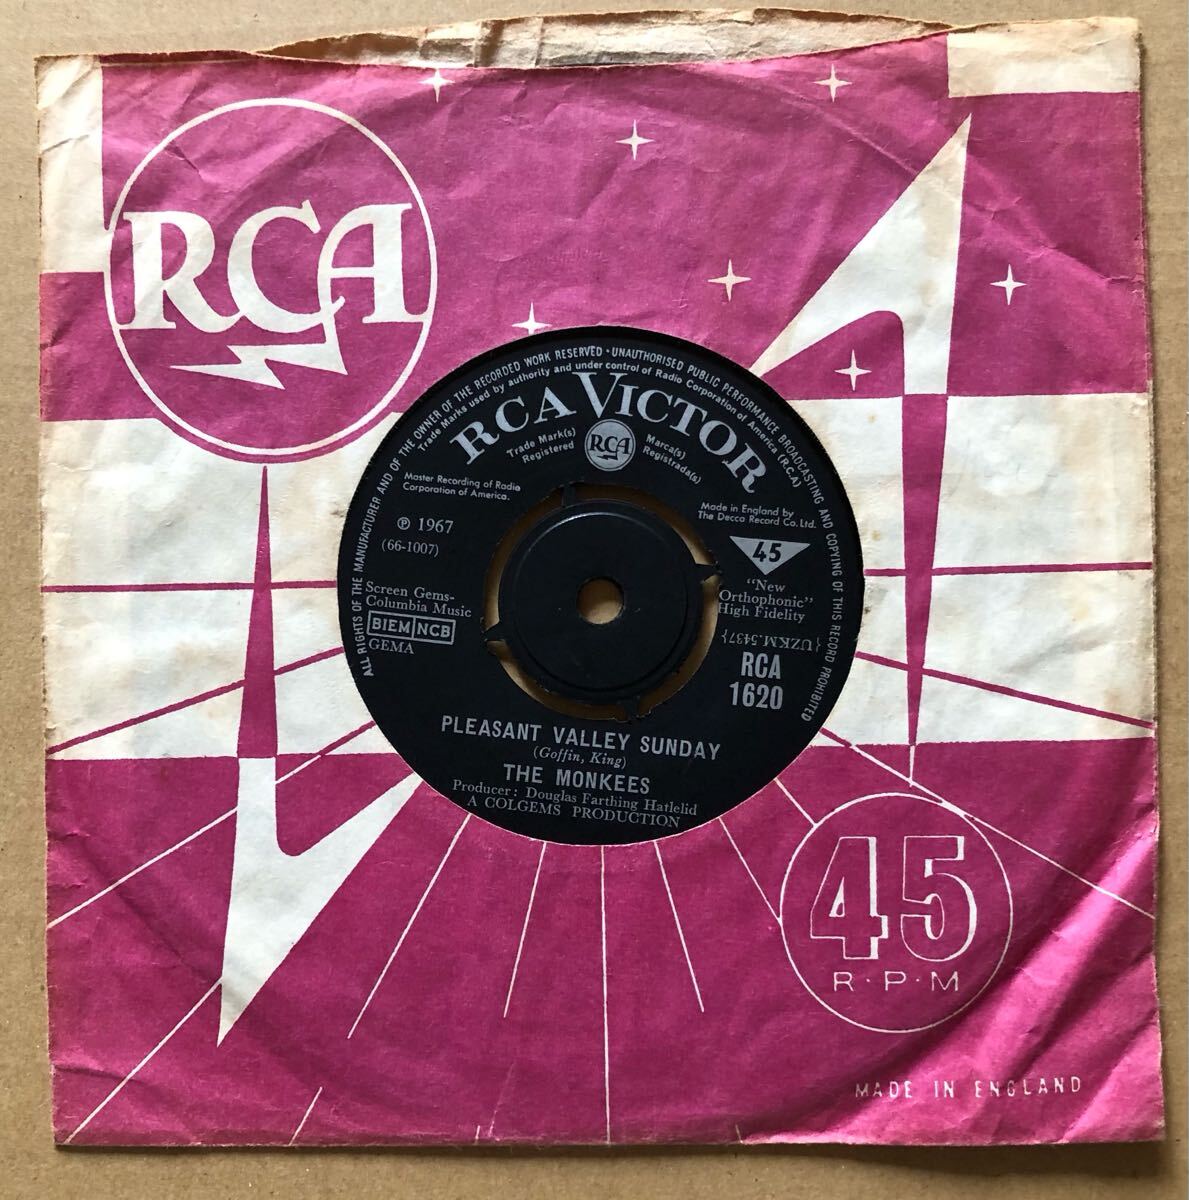 RCA
ALL RIGHTS OF THE MANUFACTURER AND OF THE OWNER OF THE RECORDED WORK RESERVED · UNAUTHORISED PUBLIC PERFORMANCE BROADCASTING AND COPYING OF THIS RECORD PROHIBITED
Trade Marks used by authority and under control of Radio Corporation of America (R.C.A)
RCA VICTOR
Trade Mark(s)
Registered
RCA
Marca(s)
Registrada(s)
Master Recording of Radio
Corporation of America.
Made in England by
The Decca Record Co. Ltd.
℗ 1967
(66-1007)
45
Screen Gems-
Columbia Music
BIEM NCB
GEMA
"New
Orthophonic"
High Fidelity
{UZKM.5437}
RCA
1620
PLEASANT VALLEY SUNDAY
(Goffin, King)
THE MONKEES
Producer: Douglas Farthing Hatlelid
A COLGEMS PRODUCTION
45
R·P·M
MADE IN ENGLAND